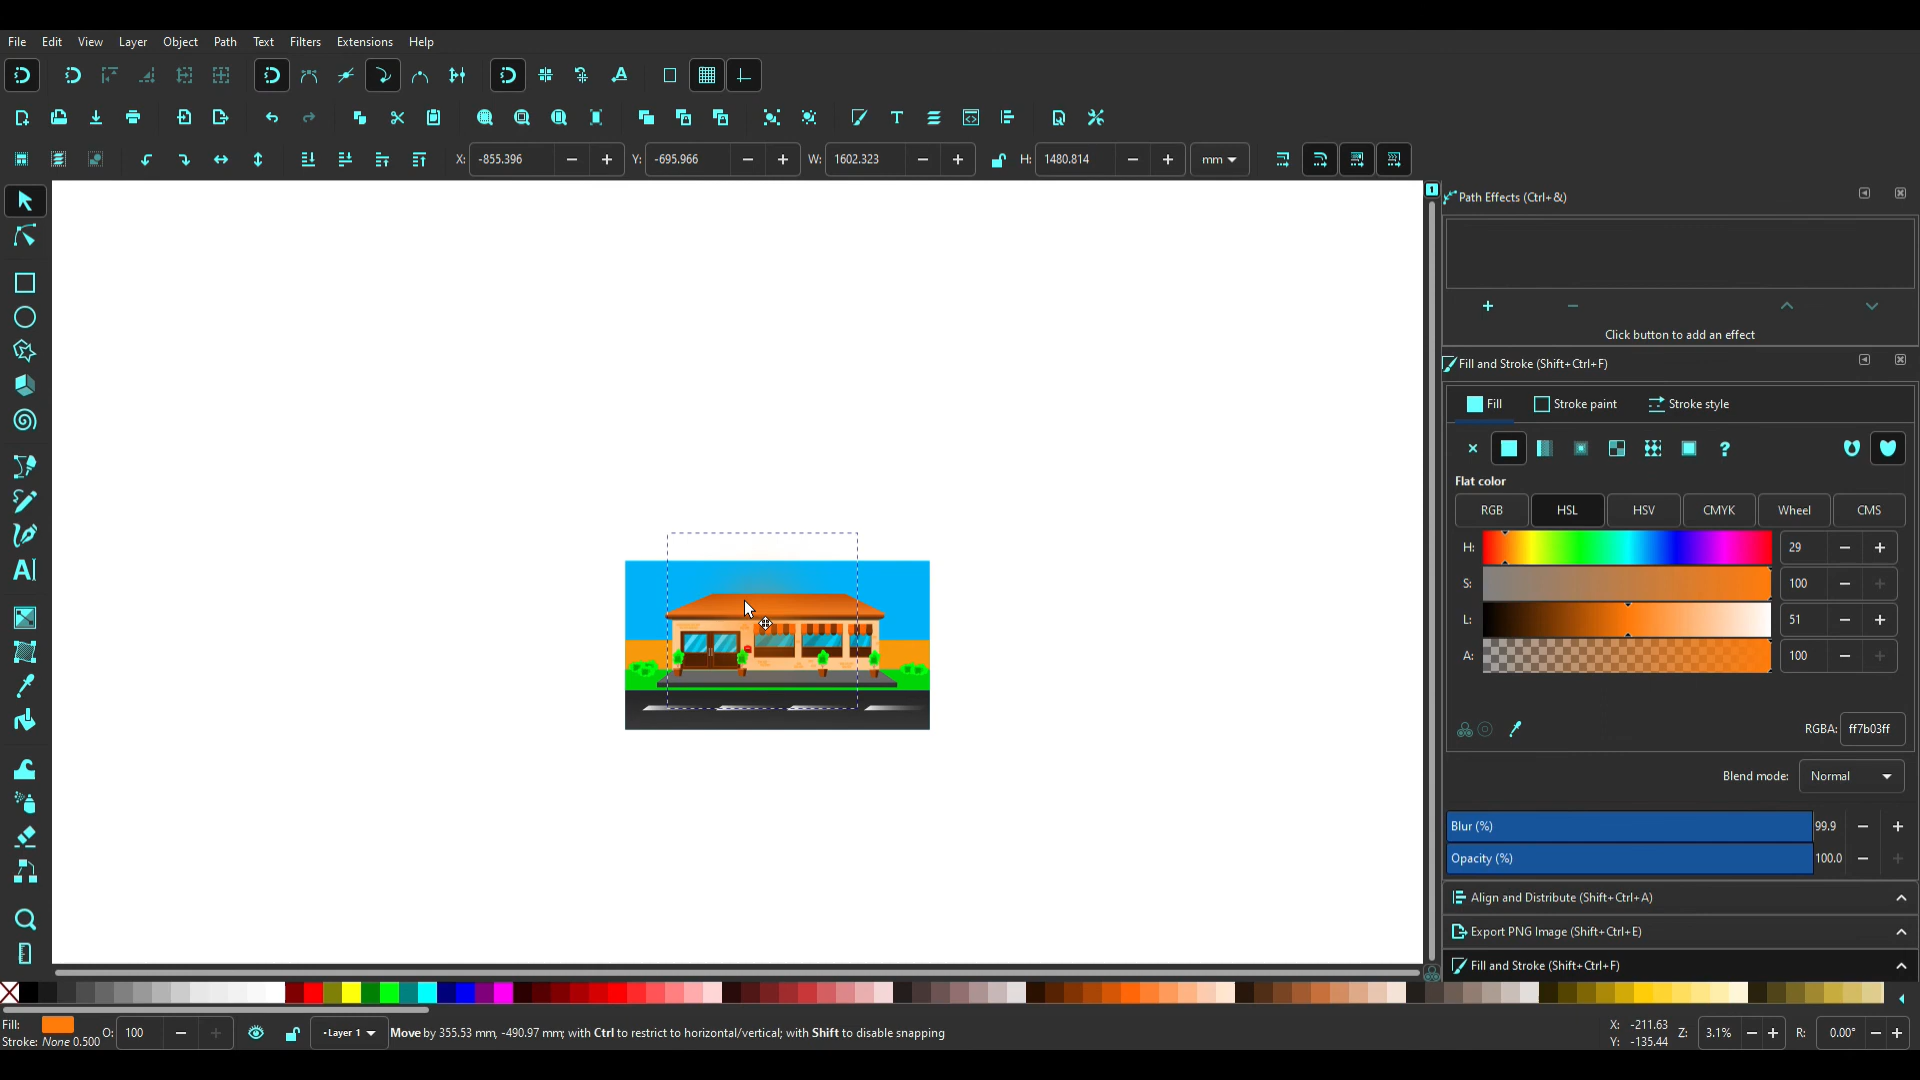 File Edit View Layer Object Path Text Filters Extensions Help
X: -855.396 Y: -695.966 W: 1602.323 H: 1480.814 mm
Path Effects (Ctrl+&)
Click button to add an effect
Fill and Stroke (Shift+Ctrl+F)
Fill Stroke paint Stroke style
Flat color
RGB HSL HSV CMYK Wheel CMS
H: 29
S: 100
L: 51
A: 100
RGBA: ff7b03ff
Blend mode: Normal
Blur (%) 99.9
Opacity (%) 100.0
Align and Distribute (Shift+Ctrl+A)
Export PNG Image (Shift+Ctrl+E)
Fill and Stroke (Shift+Ctrl+F)
Fill: O: 100 -Layer 1 Move by 355.53 mm, -490.97 mm; with Ctrl to restrict to horizontal/vertical; with Shift to disable snapping X: -211.63 Z: 3.1% R: 0.00°
Stroke: None 0.500 Y: -135.44